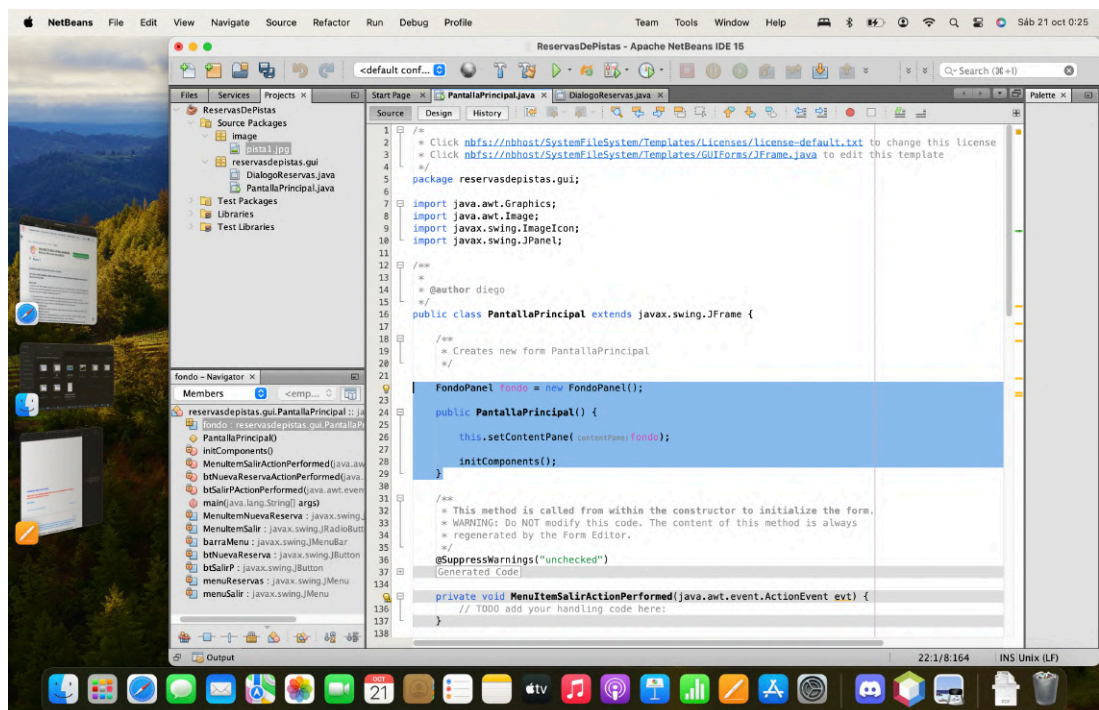 NetBeans File Edit View Navigate Source Refactor Run Debug Profile Team Tools Window Help Sáb 21 oct 0:25
ReservasDePistas - Apache NetBeans IDE 15
<default conf... Search (⌘+I)
Files Services Projects × Start Page × PantallaPrincipal.java × DialogoReservas.java × Palette ×
Source Design History
ReservasDePistas
Source Packages
image
pista1.jpg
reservasdepistas.gui
DialogoReservas.java
PantallaPrincipal.java
Test Packages
Libraries
Test Libraries
fondo - Navigator ×
Members <emp...
reservasdepistas.gui.PantallaPrincipal :: ja
fondo : reservasdepistas.gui.PantallaPr
PantallaPrincipal()
initComponents()
MenuItemSalirActionPerformed(java.aw
btNuevaReservaActionPerformed(java.
btSalirPActionPerformed(java.awt.even
main(java.lang.String[] args)
MenuItemNuevaReserva : javax.swing.J
MenuItemSalir : javax.swing.JRadioButt
barraMenu : javax.swing.JMenuBar
btNuevaReserva : javax.swing.JButton
btSalirP : javax.swing.JButton
menuReservas : javax.swing.JMenu
menuSalir : javax.swing.JMenu
1 /*
2 * Click nbfs://nbhost/SystemFileSystem/Templates/Licenses/license-default.txt to change this license
3 * Click nbfs://nbhost/SystemFileSystem/Templates/GUIForms/JFrame.java to edit this template
4 */
5 package reservasdepistas.gui;
6
7 import java.awt.Graphics;
8 import java.awt.Image;
9 import javax.swing.ImageIcon;
10 import javax.swing.JPanel;
11
12 /**
13 *
14 * @author diego
15 */
16 public class PantallaPrincipal extends javax.swing.JFrame {
17
18 /**
19 * Creates new form PantallaPrincipal
20 */
21
FondoPanel fondo = new FondoPanel();
23
24 public PantallaPrincipal() {
25
26 this.setContentPane( contentPane: fondo);
27
28 initComponents();
29 }
30
31 /**
32 * This method is called from within the constructor to initialize the form.
33 * WARNING: Do NOT modify this code. The content of this method is always
34 * regenerated by the Form Editor.
35 */
36 @SuppressWarnings("unchecked")
37 Generated Code
134
private void MenuItemSalirActionPerformed(java.awt.event.ActionEvent evt) {
136 // TODO add your handling code here:
137 }
138
Output 22:1/8:164 INS Unix (LF)
OCT
21
tv